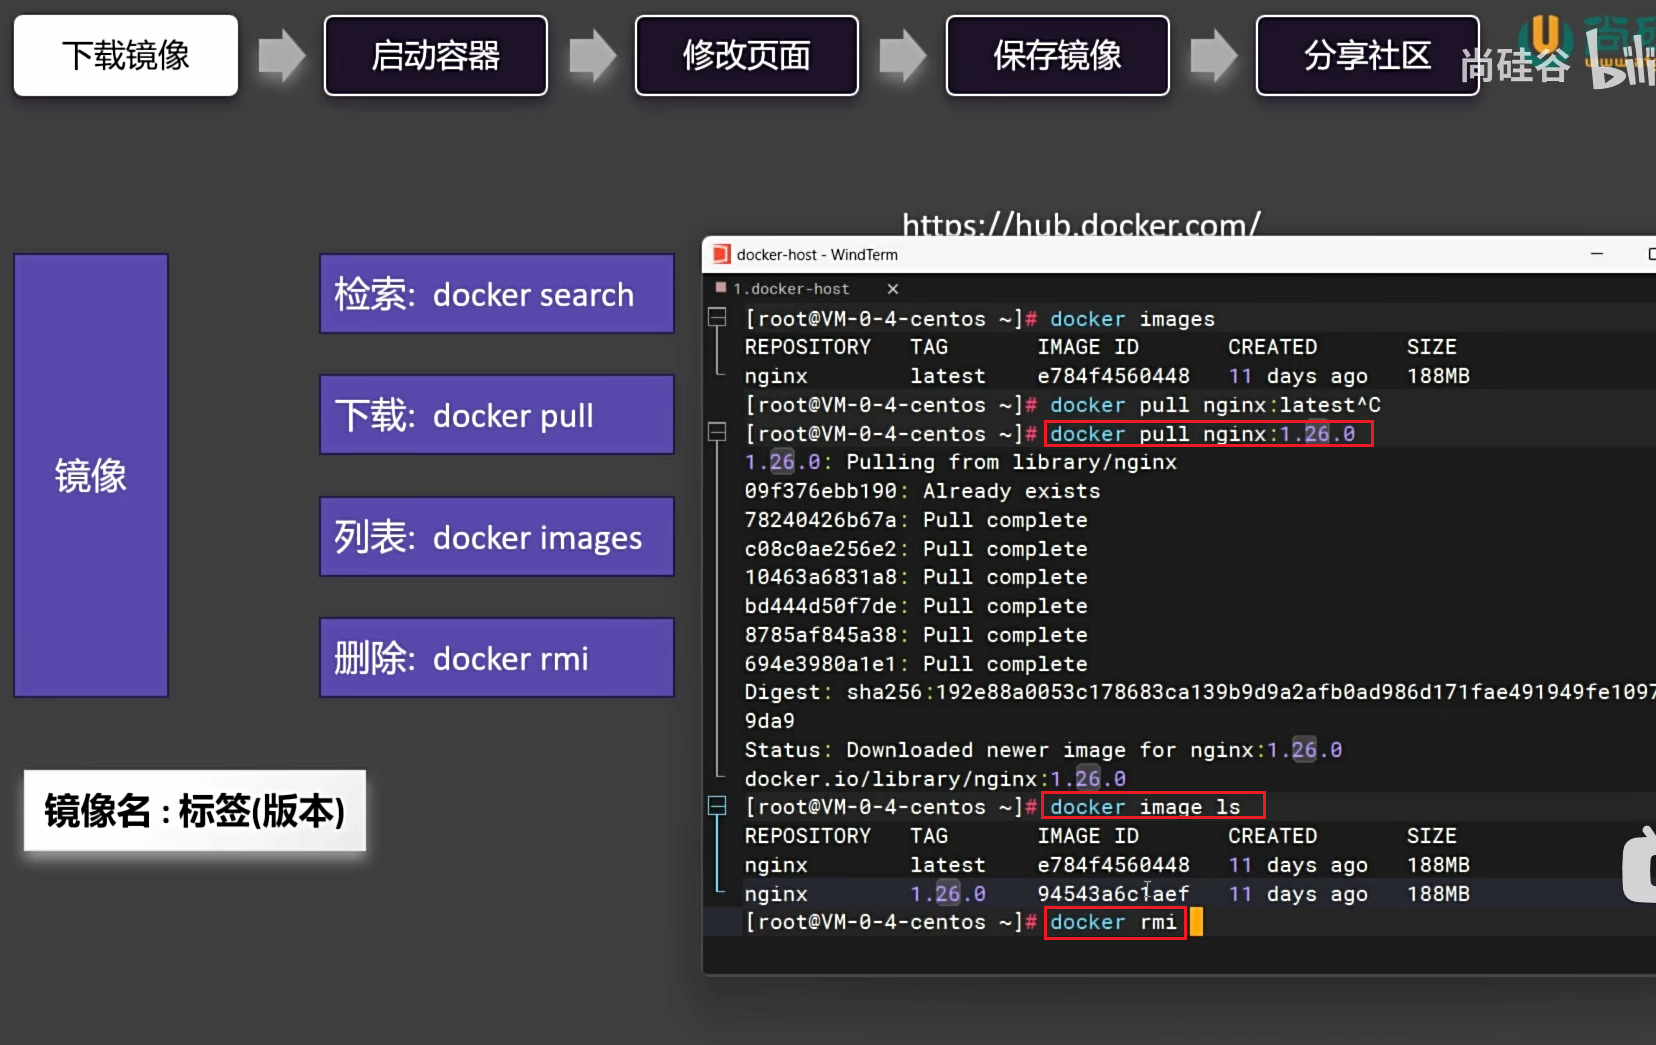 下载镜像
启动容器
修改页面
保存镜像
分享社区
尚硅谷
https://hub.docker.com/
镜像
检索: docker search
下载: docker pull
列表: docker images
删除: docker rmi
镜像名 : 标签(版本)
docker-host - WindTerm
1.docker-host
[root@VM-0-4-centos ~]# docker images
REPOSITORY TAG IMAGE ID CREATED SIZE
nginx latest e784f4560448 11 days ago 188MB
[root@VM-0-4-centos ~]# docker pull nginx:latest^C
[root@VM-0-4-centos ~]# docker pull nginx:1.26.0
1.26.0: Pulling from library/nginx
09f376ebb190: Already exists
78240426b67a: Pull complete
c08c0ae256e2: Pull complete
10463a6831a8: Pull complete
bd444d50f7de: Pull complete
8785af845a38: Pull complete
694e3980a1e1: Pull complete
Digest: sha256:192e88a0053c178683ca139b9d9a2afb0ad986d171fae491949fe1097
9da9
Status: Downloaded newer image for nginx:1.26.0
docker.io/library/nginx:1.26.0
[root@VM-0-4-centos ~]# docker image ls
REPOSITORY TAG IMAGE ID CREATED SIZE
nginx latest e784f4560448 11 days ago 188MB
nginx 1.26.0 94543a6c1aef 11 days ago 188MB
[root@VM-0-4-centos ~]# docker rmi